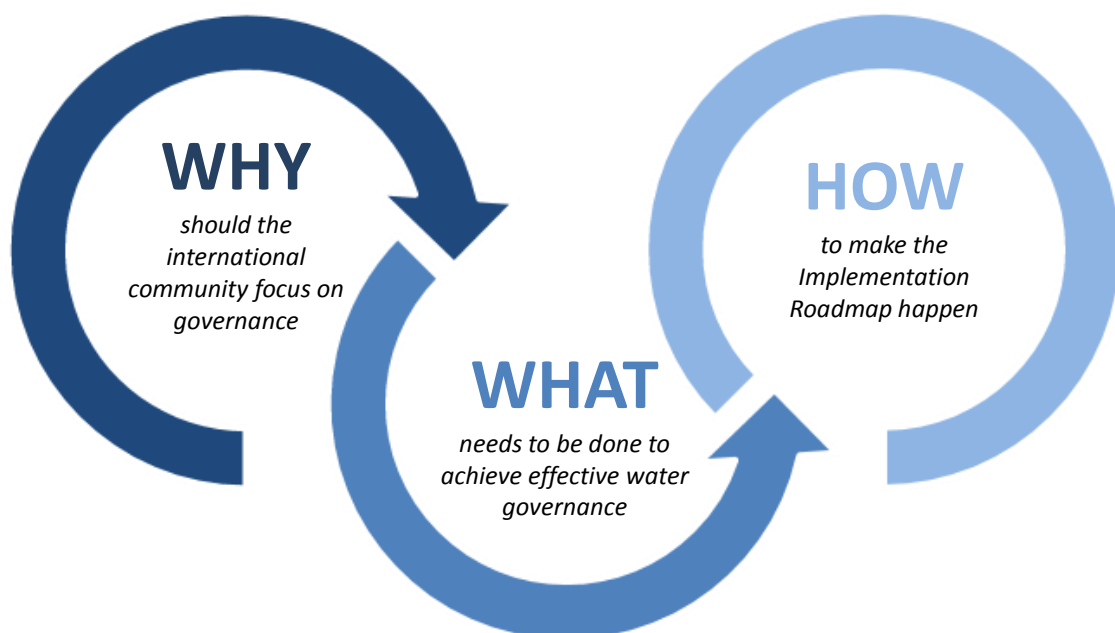 WHY
should the
international
community focus on
governance
WHAT
needs to be done to
achieve effective water
governance
HOW
to make the
Implementation
Roadmap happen